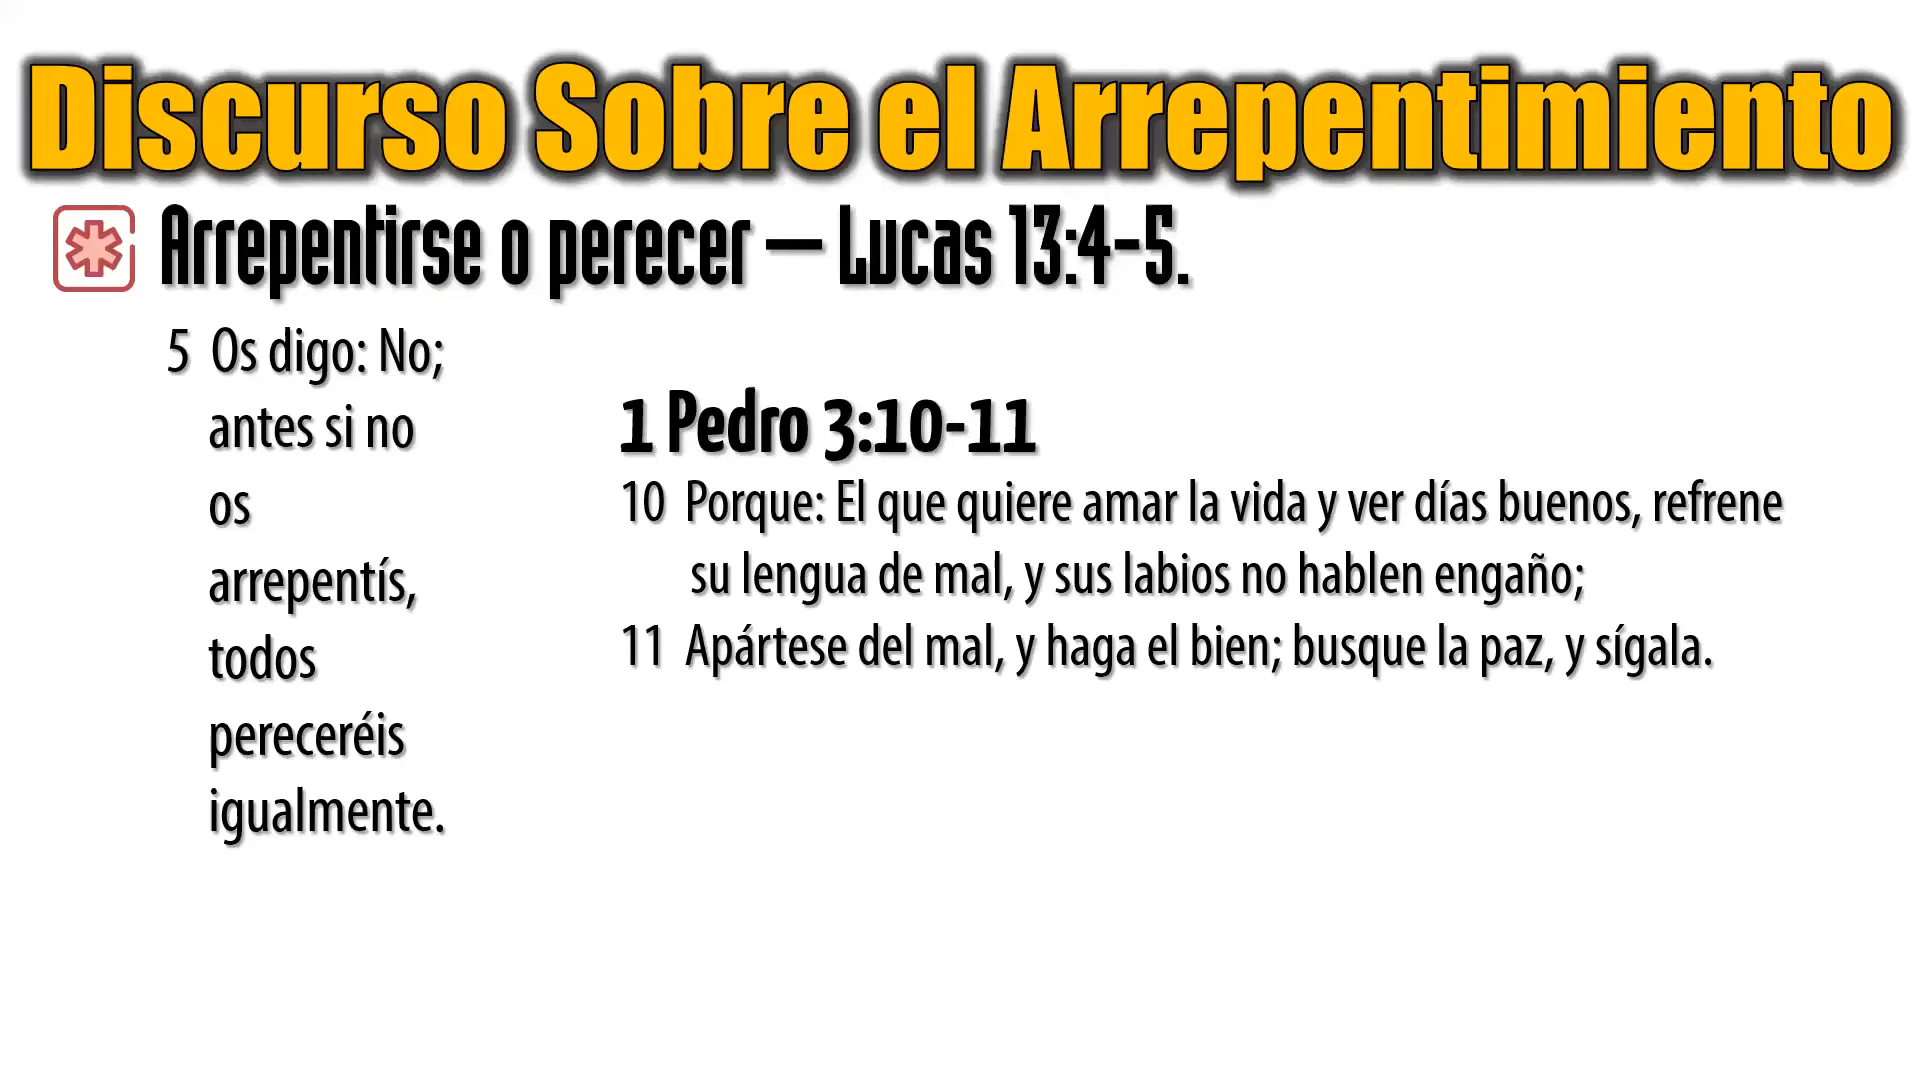 Discurso Sobre el Arrepentimiento
Arrepentirse o perecer — Lucas 13:4-5.
5 Os digo: No;
antes si no
os
arrepentís,
todos
pereceréis
igualmente.
1 Pedro 3:10-11
10 Porque: El que quiere amar la vida y ver días buenos, refrene
su lengua de mal, y sus labios no hablen engaño;
11 Apártese del mal, y haga el bien; busque la paz, y sígala.